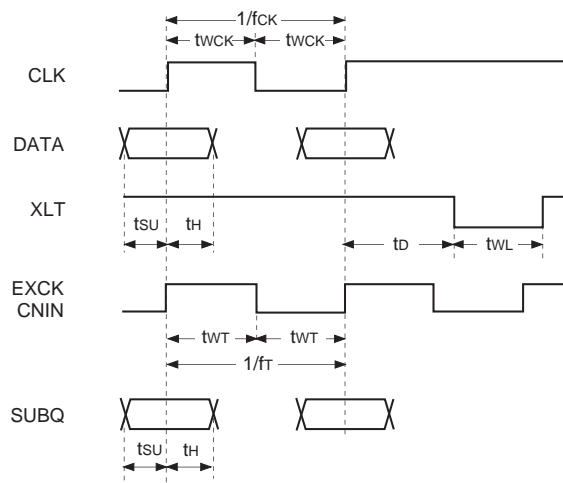 1/fCK
tWCK tWCK
CLK
DATA
XLT
tSU tH
tD tWL
EXCK
CNIN
tWT tWT
1/fT
SUBQ
tSU tH